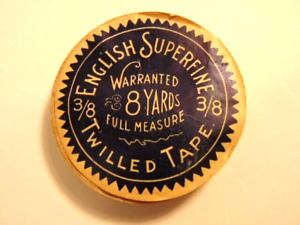 English Superfine
Warranted
8 Yards
Full Measure
3/8 3/8
Twilled Tape